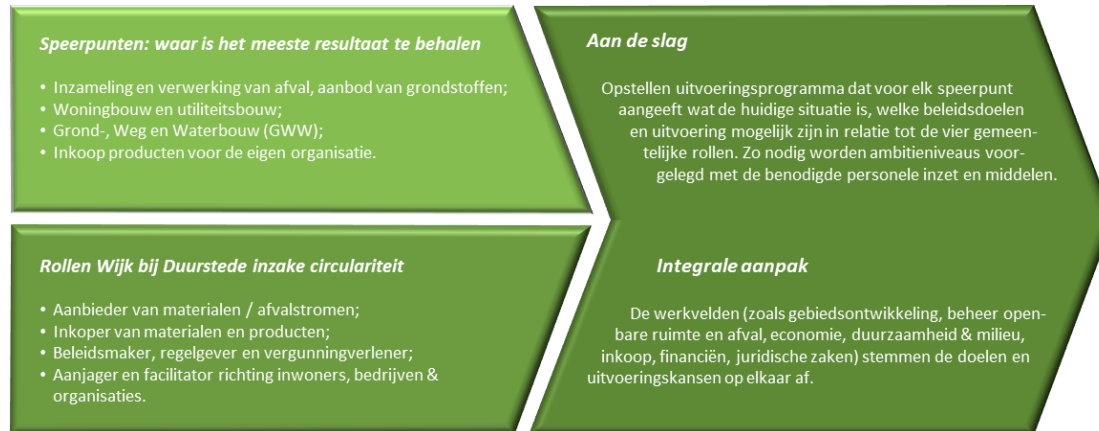 Speerpunten: waar is het meeste resultaat te behalen
• Inzameling en verwerking van afval, aanbod van grondstoffen;
• Woningbouw en utiliteitsbouw;
• Grond-, Weg en Waterbouw (GWW);
• Inkoop producten voor de eigen organisatie.
Rollen Wijk bij Duurstede inzake circulariteit
• Aanbieder van materialen / afvalstromen;
• Inkoper van materialen en producten;
• Beleidsmaker, regelgever en vergunningverlener;
• Aanjager en facilitator richting inwoners, bedrijven &
organisaties.
Aan de slag
Opstellen uitvoeringsprogramma dat voor elk speerpunt
aangeeft wat de huidige situatie is, welke beleidsdoelen
en uitvoering mogelijk zijn in relatie tot de vier gemeen-
telijke rollen. Zo nodig worden ambitieniveaus voor-
gelegd met de benodigde personele inzet en middelen.
Integrale aanpak
De werkvelden (zoals gebiedsontwikkeling, beheer open-
bare ruimte en afval, economie, duurzaamheid & milieu,
inkoop, financiën, juridische zaken) stemmen de doelen en
uitvoeringskansen op elkaar af.